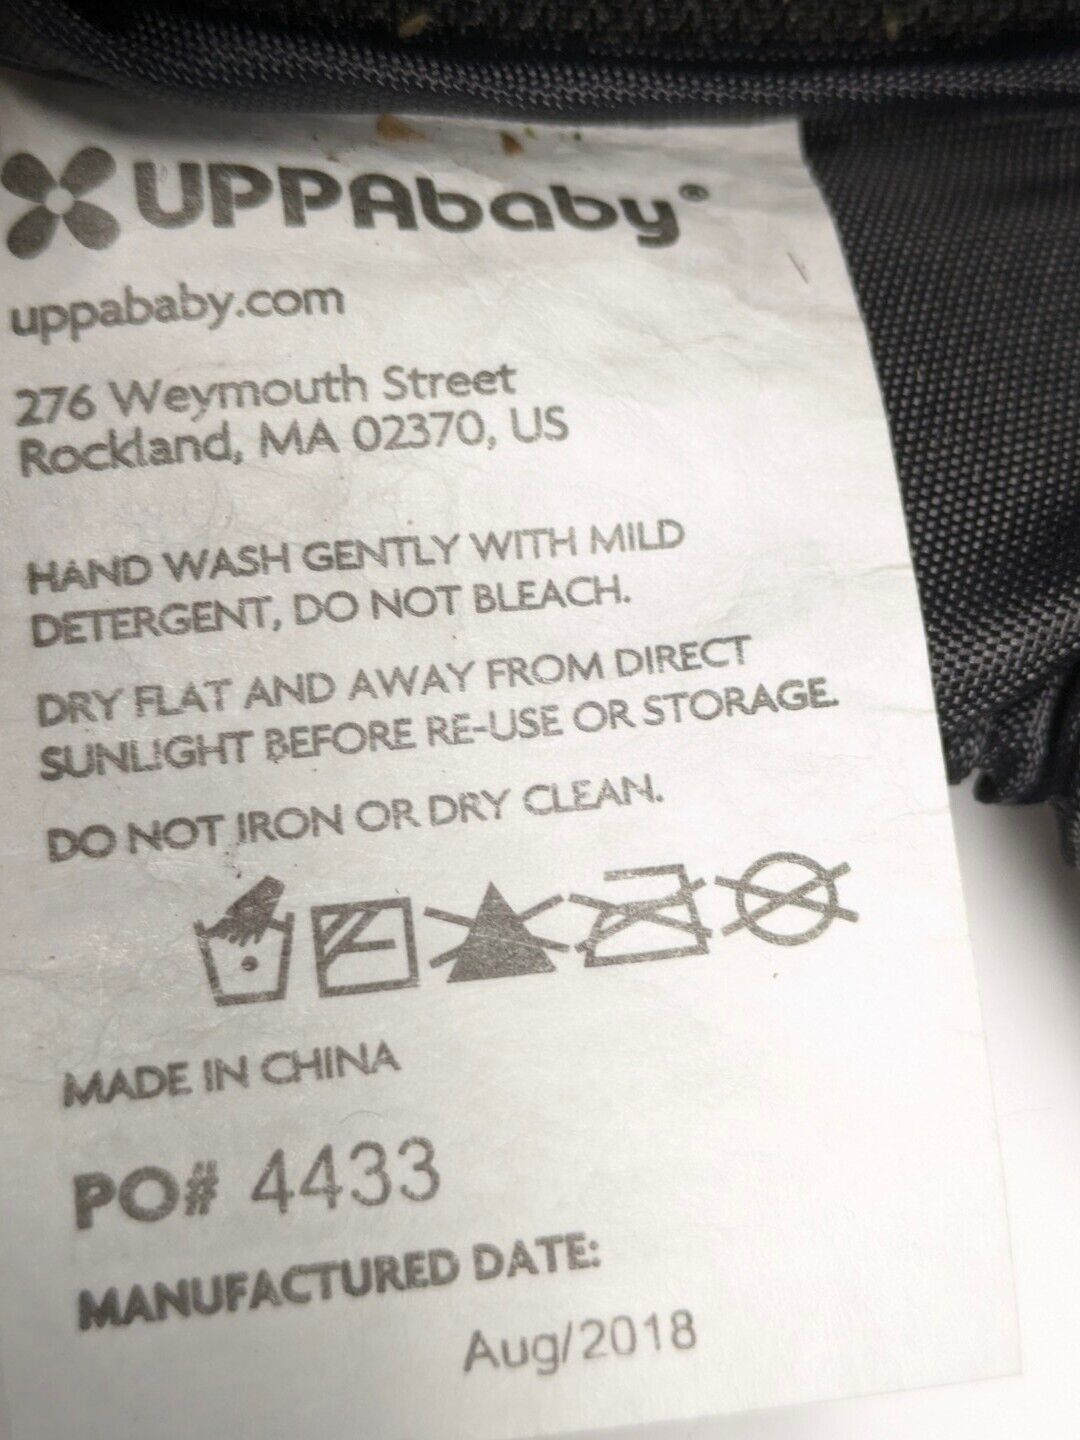 UPPAbaby®
uppababy.com
276 Weymouth Street
Rockland, MA 02370, US
HAND WASH GENTLY WITH MILD
DETERGENT, DO NOT BLEACH.
DRY FLAT AND AWAY FROM DIRECT
SUNLIGHT BEFORE RE-USE OR STORAGE.
DO NOT IRON OR DRY CLEAN.
MADE IN CHINA
PO# 4433
MANUFACTURED DATE:
Aug/2018